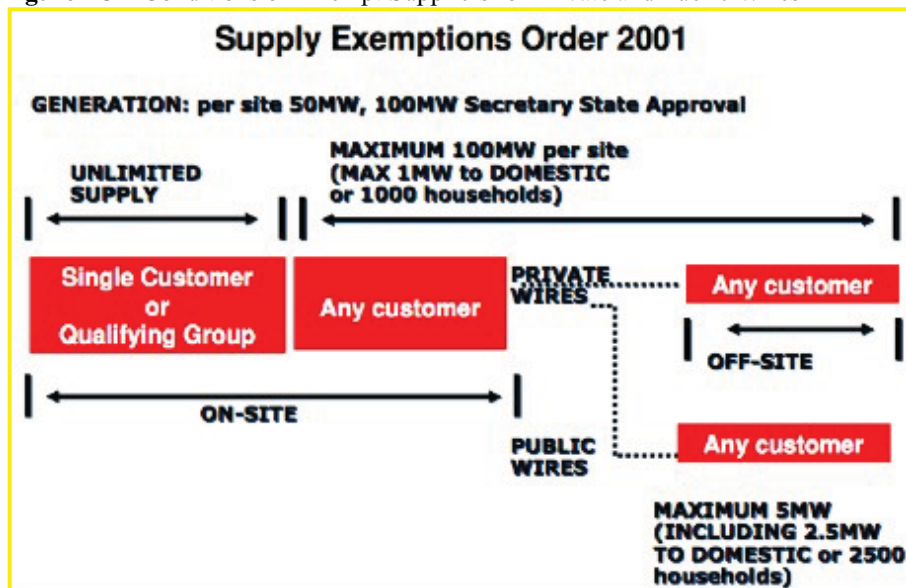 Supply Exemptions Order 2001
GENERATION: per site 50MW, 100MW Secretary State Approval
UNLIMITED
SUPPLY
MAXIMUM 100MW per site
(MAX 1MW to DOMESTIC
or 1000 households)
Single Customer
or
Qualifying Group
Any customer
PRIVATE
WIRES
Any customer
OFF-SITE
ON-SITE
PUBLIC
WIRES
Any customer
MAXIMUM 5MW
(INCLUDING 2.5MW
TO DOMESTIC or 2500
households)